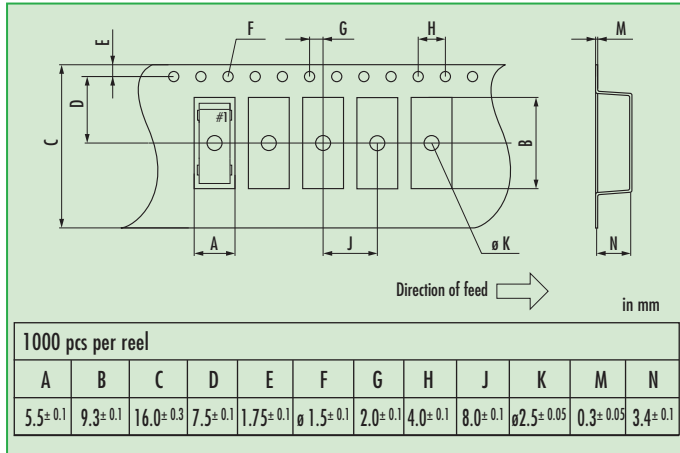 F G H M
E
D
C
#1
B
A J ø K N
Direction of feed
in mm
1000 pcs per reel
A B C D E F G H J K M N
5.5± 0.1 9.3± 0.1 16.0± 0.3 7.5± 0.1 1.75± 0.1 ø 1.5± 0.1 2.0± 0.1 4.0± 0.1 8.0± 0.1 ø2.5± 0.05 0.3± 0.05 3.4± 0.1